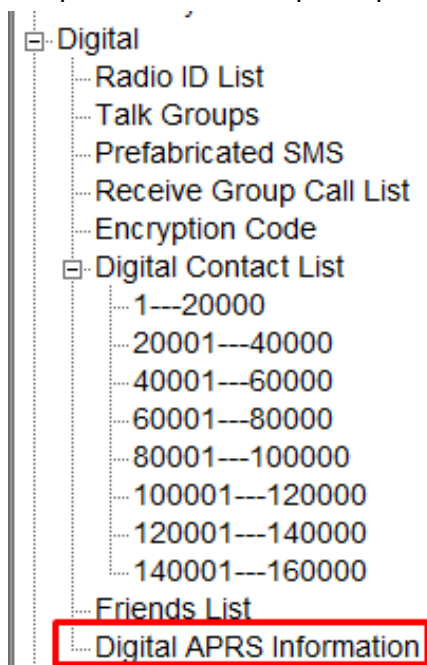 Digital
Radio ID List
Talk Groups
Prefabricated SMS
Receive Group Call List
Encryption Code
Digital Contact List
1---20000
20001---40000
40001---60000
60001---80000
80001---100000
100001---120000
120001---140000
140001---160000
Friends List
Digital APRS Information